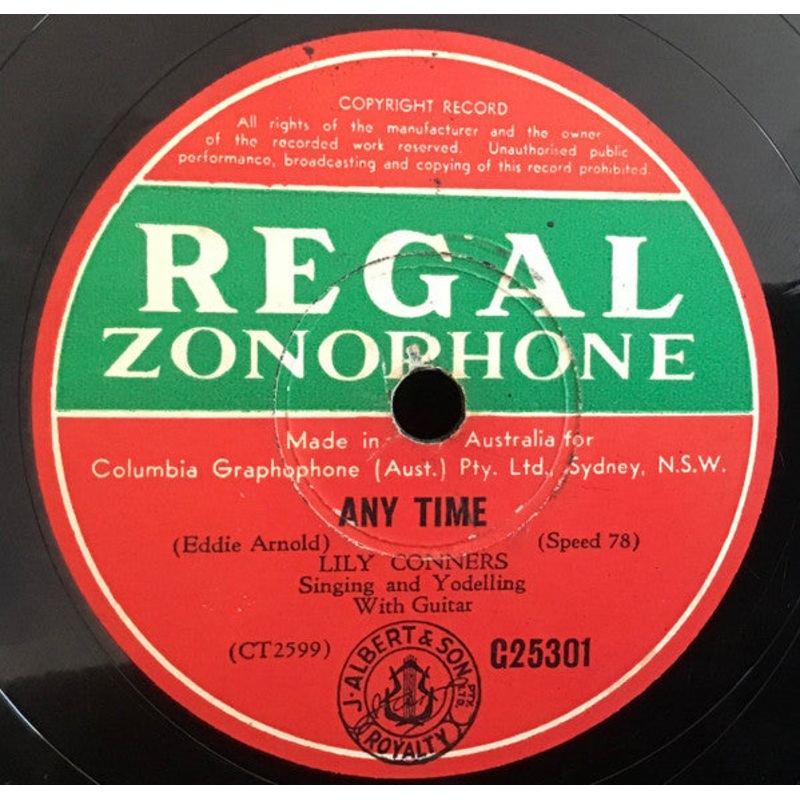 COPYRIGHT RECORD
All rights of the manufacturer and the owner
of the recorded work reserved. Unauthorised public
performance, broadcasting and copying of this record prohibited.
REGAL
ZONOPHONE
Made in Australia for
Columbia Graphophone (Aust.) Pty. Ltd., Sydney, N.S.W.
ANY TIME
(Eddie Arnold) (Speed 78)
LILY CONNERS
Singing and Yodelling
With Guitar
(CT2599) G25301
J. ALBERT & SON PTY. LTD.
ROYALTY